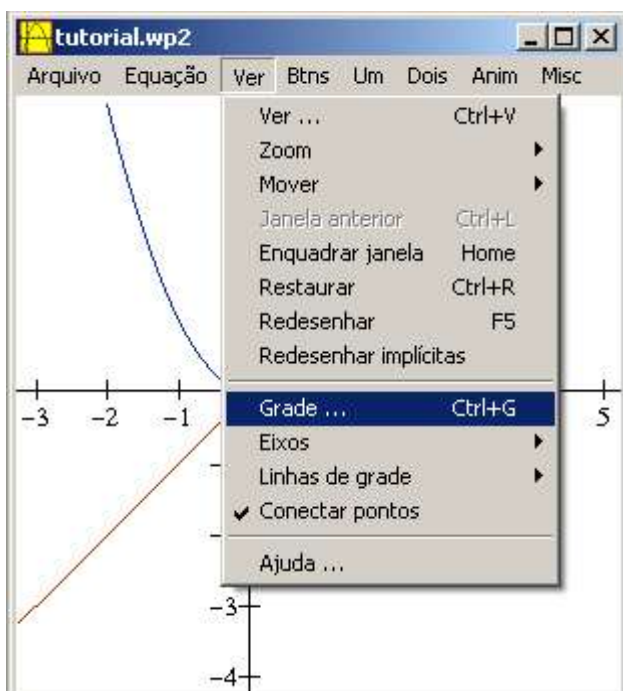 tutorial.wp2
Arquivo Equação Ver Btns Um Dois Anim Misc
Ver ... Ctrl+V
Zoom
Mover
Janela anterior Ctrl+L
Enquadrar janela Home
Restaurar Ctrl+R
Redesenhar F5
Redesenhar implícitas
Grade ... Ctrl+G
Eixos
Linhas de grade
Conectar pontos
Ajuda ...
-3 -2 -1 5
-3
-4